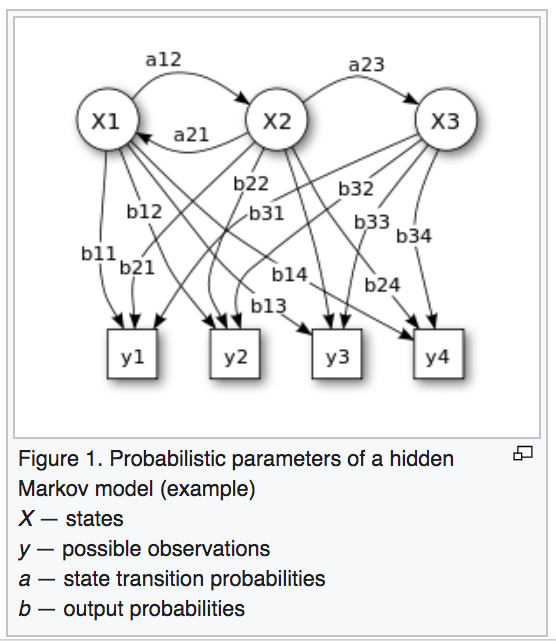 a12
a23
X1
X2
X3
a21
b22
b32
b12
b31
b33
b34
b11
b21
b14
b24
b13
y1
y2
y3
y4
Figure 1. Probabilistic parameters of a hidden
Markov model (example)
X — states
y — possible observations
a — state transition probabilities
b — output probabilities